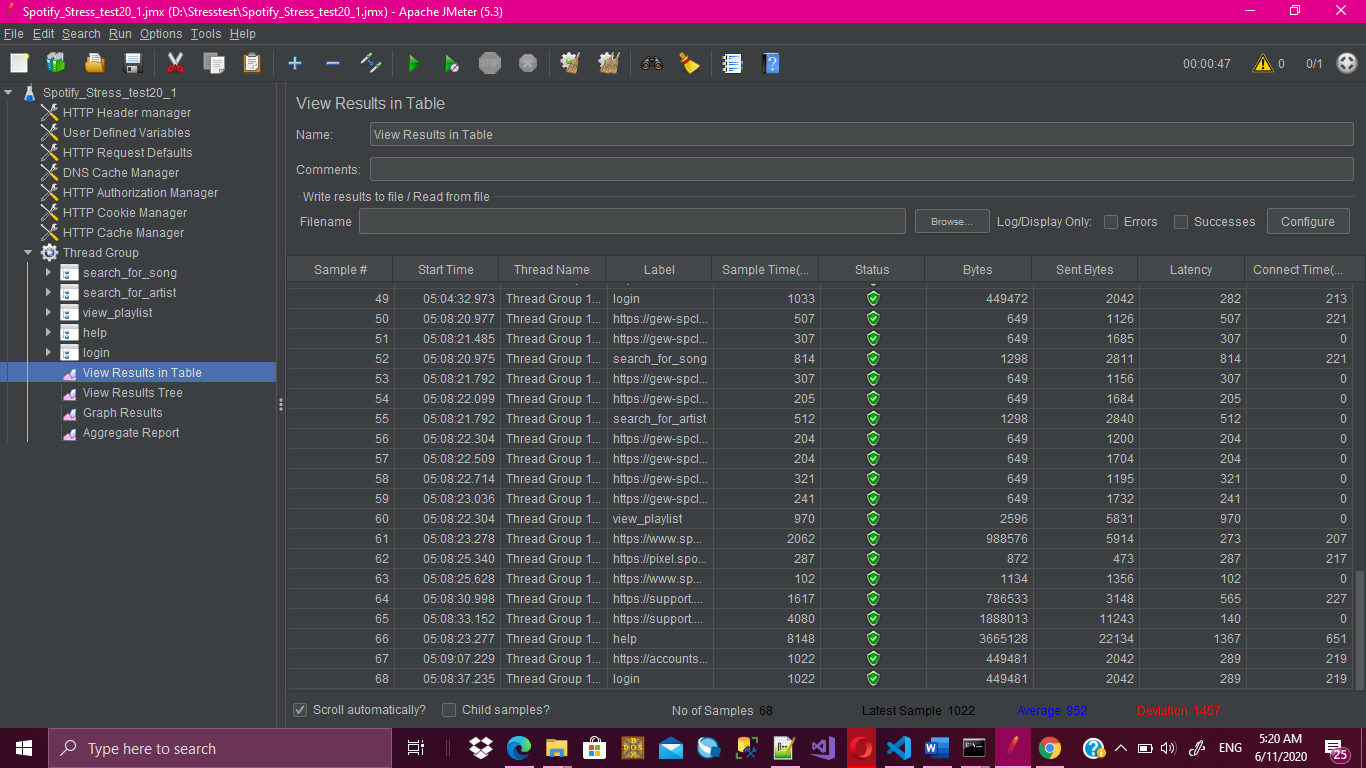 Spotify_Stress_test20_1.jmx (D:\Stresstest\Spotify_Stress_test20_1.jmx) - Apache JMeter (5.3)
File Edit Search Run Options Tools Help
STOP 00:00:47 0 0/1
Spotify_Stress_test20_1
HTTP Header manager
User Defined Variables
HTTP Request Defaults
DNS Cache Manager
HTTP Authorization Manager
HTTP Cookie Manager
HTTP Cache Manager
Thread Group
search_for_song
search_for_artist
view_playlist
help
login
View Results in Table
View Results Tree
Graph Results
Aggregate Report
View Results in Table
Name: View Results in Table
Comments:
Write results to file / Read from file
Filename Browse... Log/Display Only: Errors Successes Configure
Sample # Start Time Thread Name Label Sample Time(... Status Bytes Sent Bytes Latency Connect Time(...
49 05:04:32.973 Thread Group 1... login 1033 449472 2042 282 213
50 05:08:20.977 Thread Group 1... https://gew-spcl... 507 649 1126 507 221
51 05:08:21.485 Thread Group 1... https://gew-spcl... 307 649 1685 307 0
52 05:08:20.975 Thread Group 1... search_for_song 814 1298 2811 814 221
53 05:08:21.792 Thread Group 1... https://gew-spcl... 307 649 1156 307 0
54 05:08:22.099 Thread Group 1... https://gew-spcl... 205 649 1684 205 0
55 05:08:21.792 Thread Group 1... search_for_artist 512 1298 2840 512 0
56 05:08:22.304 Thread Group 1... https://gew-spcl... 204 649 1200 204 0
57 05:08:22.509 Thread Group 1... https://gew-spcl... 204 649 1704 204 0
58 05:08:22.714 Thread Group 1... https://gew-spcl... 321 649 1195 321 0
59 05:08:23.036 Thread Group 1... https://gew-spcl... 241 649 1732 241 0
60 05:08:22.304 Thread Group 1... view_playlist 970 2596 5831 970 0
61 05:08:23.278 Thread Group 1... https://www.sp... 2062 988576 5914 273 207
62 05:08:25.340 Thread Group 1... https://pixel.spo... 287 872 473 287 217
63 05:08:25.628 Thread Group 1... https://www.sp... 102 1134 1356 102 0
64 05:08:30.998 Thread Group 1... https://support.... 1617 786533 3148 565 227
65 05:08:33.152 Thread Group 1... https://support.... 4080 1888013 11243 140 0
66 05:08:23.277 Thread Group 1... help 8148 3665128 22134 1367 651
67 05:09:07.229 Thread Group 1... https://accounts... 1022 449481 2042 289 219
68 05:08:37.235 Thread Group 1... login 1022 449481 2042 289 219
Scroll automatically? Child samples? No of Samples 68 Latest Sample 1022 Average 952 Deviation 1457
Type here to search
DOS
ENG
5:20 AM
6/11/2020
25